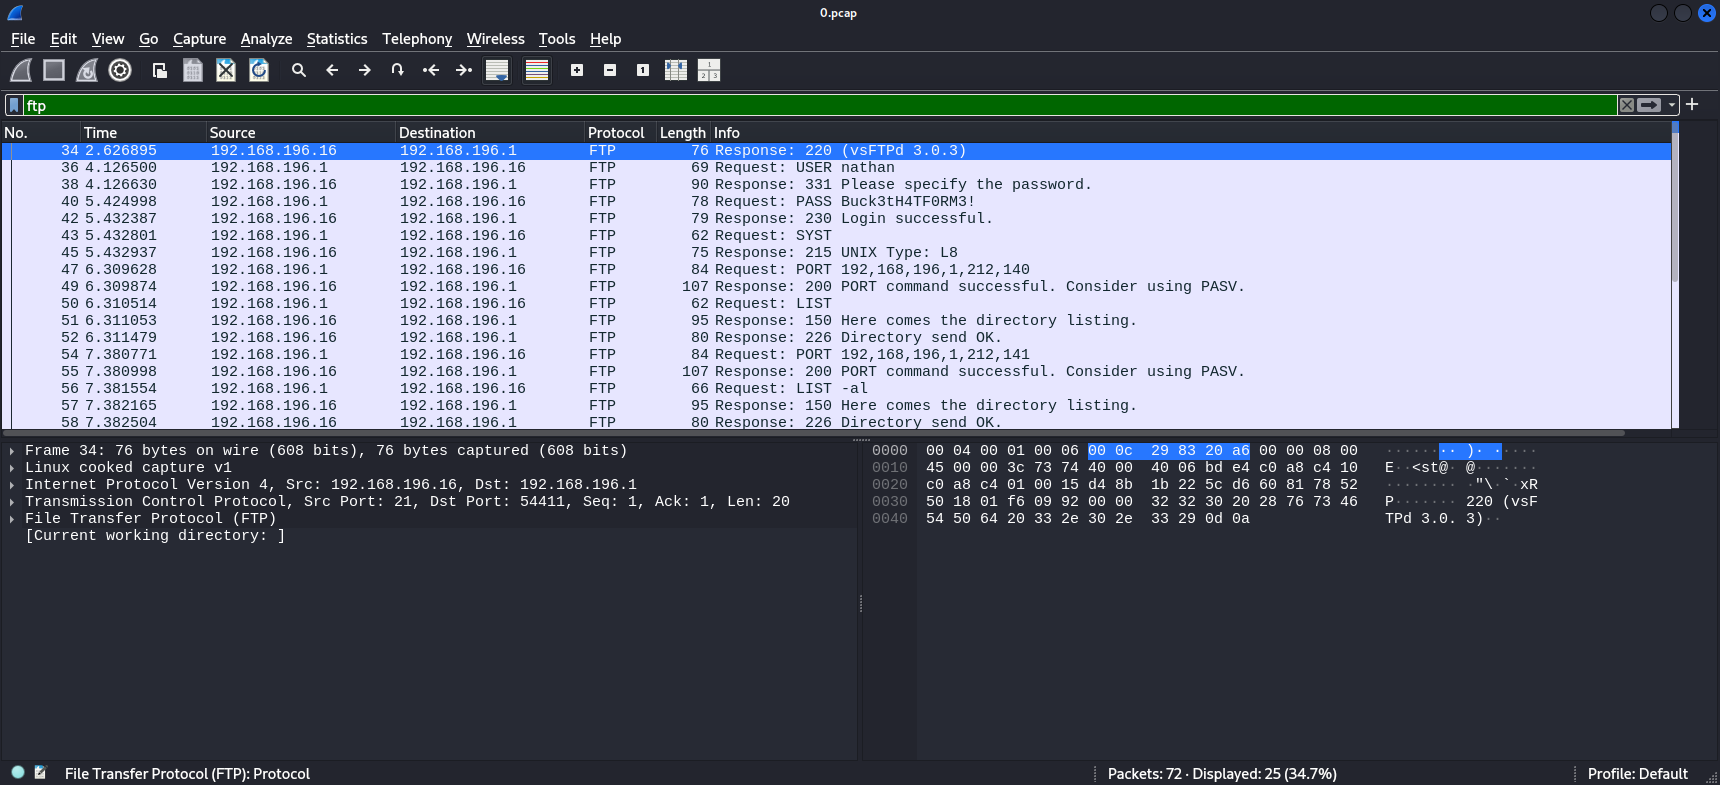 0.pcap
File Edit View Go Capture Analyze Statistics Telephony Wireless Tools Help
ftp
No. Time Source Destination Protocol Length Info
34 2.626895 192.168.196.16 192.168.196.1 FTP 76 Response: 220 (vsFTPd 3.0.3)
36 4.126500 192.168.196.1 192.168.196.16 FTP 69 Request: USER nathan
38 4.126630 192.168.196.16 192.168.196.1 FTP 90 Response: 331 Please specify the password.
40 5.424998 192.168.196.1 192.168.196.16 FTP 78 Request: PASS Buck3tH4TF0RM3!
42 5.432387 192.168.196.16 192.168.196.1 FTP 79 Response: 230 Login successful.
43 5.432801 192.168.196.1 192.168.196.16 FTP 62 Request: SYST
45 5.432937 192.168.196.16 192.168.196.1 FTP 75 Response: 215 UNIX Type: L8
47 6.309628 192.168.196.1 192.168.196.16 FTP 84 Request: PORT 192,168,196,1,212,140
49 6.309874 192.168.196.16 192.168.196.1 FTP 107 Response: 200 PORT command successful. Consider using PASV.
50 6.310514 192.168.196.1 192.168.196.16 FTP 62 Request: LIST
51 6.311053 192.168.196.16 192.168.196.1 FTP 95 Response: 150 Here comes the directory listing.
52 6.311479 192.168.196.16 192.168.196.1 FTP 80 Response: 226 Directory send OK.
54 7.380771 192.168.196.1 192.168.196.16 FTP 84 Request: PORT 192,168,196,1,212,141
55 7.380998 192.168.196.16 192.168.196.1 FTP 107 Response: 200 PORT command successful. Consider using PASV.
56 7.381554 192.168.196.1 192.168.196.16 FTP 66 Request: LIST -al
57 7.382165 192.168.196.16 192.168.196.1 FTP 95 Response: 150 Here comes the directory listing.
58 7.382504 192.168.196.16 192.168.196.1 FTP 80 Response: 226 Directory send OK.
Frame 34: 76 bytes on wire (608 bits), 76 bytes captured (608 bits)
Linux cooked capture v1
Internet Protocol Version 4, Src: 192.168.196.16, Dst: 192.168.196.1
Transmission Control Protocol, Src Port: 21, Dst Port: 54411, Seq: 1, Ack: 1, Len: 20
File Transfer Protocol (FTP)
[Current working directory: ]
0000 00 04 00 01 00 06 00 0c 29 83 20 a6 00 00 08 00 ········)· ·····
0010 45 00 00 3c 73 74 40 00 40 06 bd e4 c0 a8 c4 10 E··<st@·@·······
0020 c0 a8 c4 01 00 15 d4 8b 1b 22 5c d6 60 81 78 52 ·········"\·`·xR
0030 50 18 01 f6 09 92 00 00 32 32 30 20 28 76 73 46 P·······220 (vsF
0040 54 50 64 20 33 2e 30 2e 33 29 0d 0a TPd 3.0.3)··
File Transfer Protocol (FTP): Protocol
Packets: 72 · Displayed: 25 (34.7%)
Profile: Default